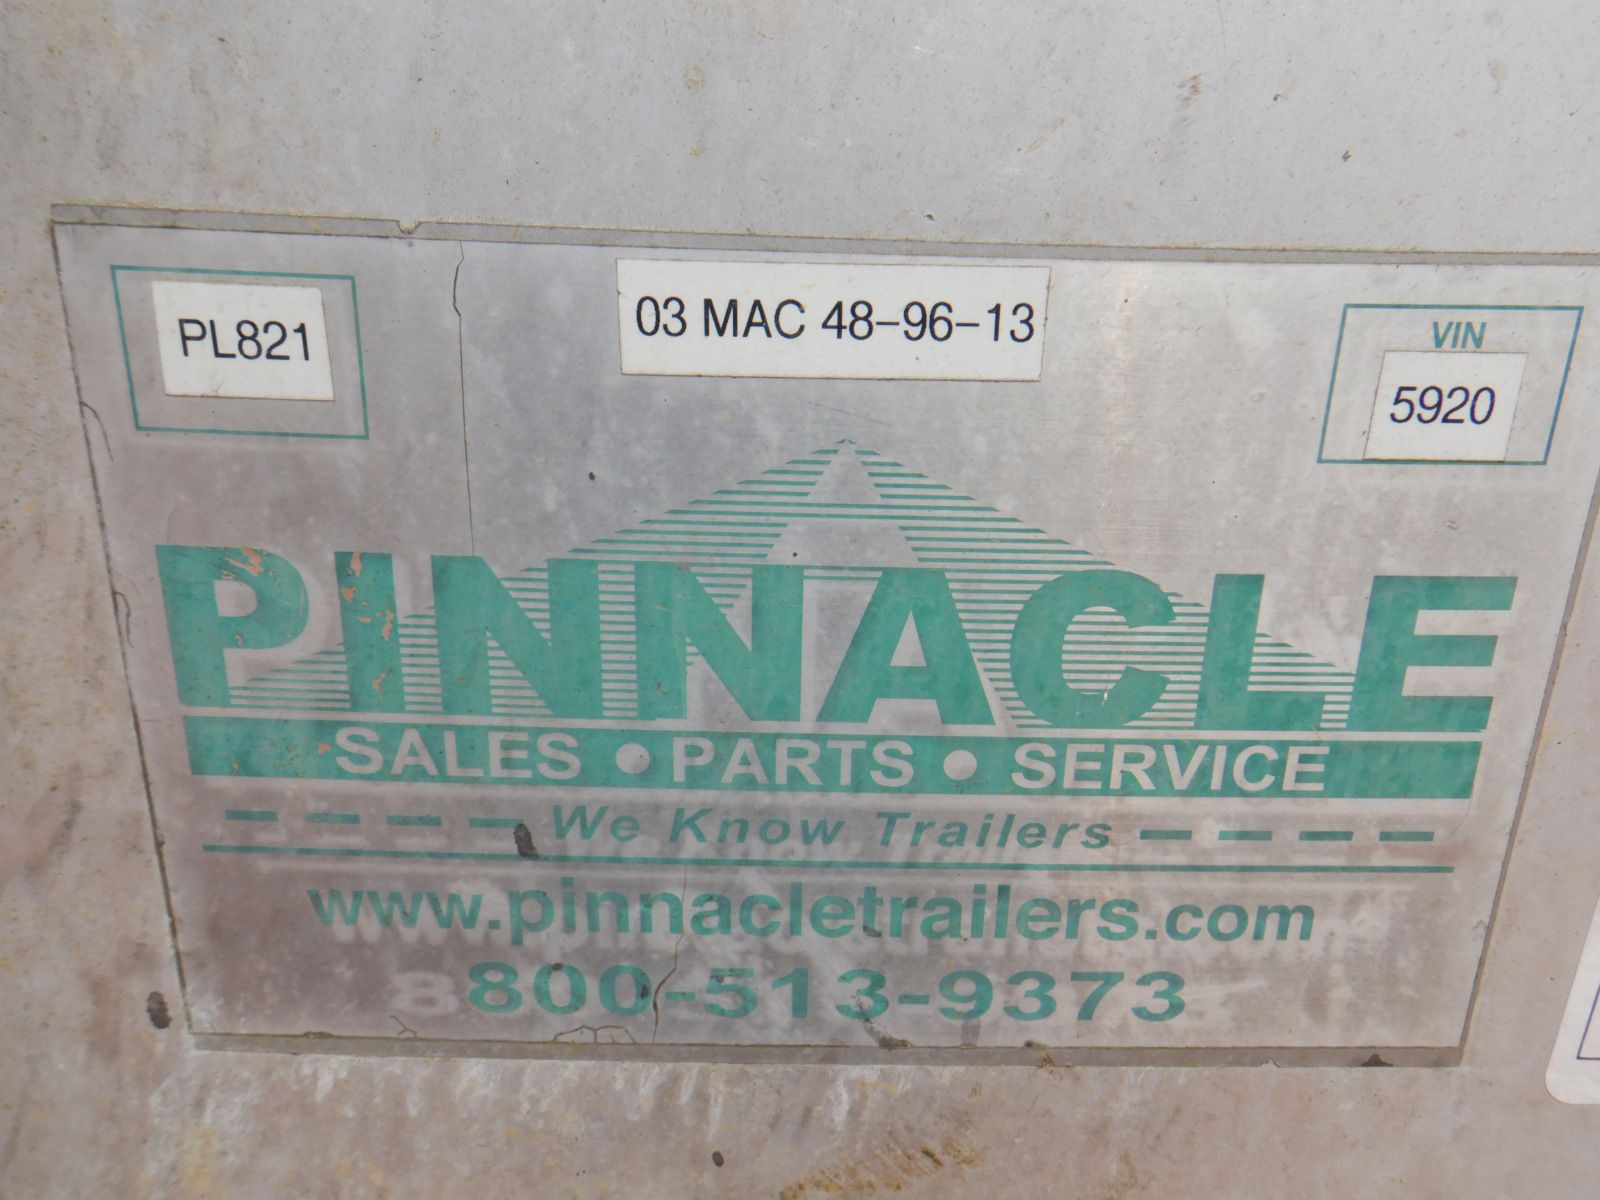 PL821
03 MAC 48-96-13
VIN
5920
PINNACLE
SALES • PARTS • SERVICE
We Know Trailers
www.pinnacletrailers.com
800-513-9373